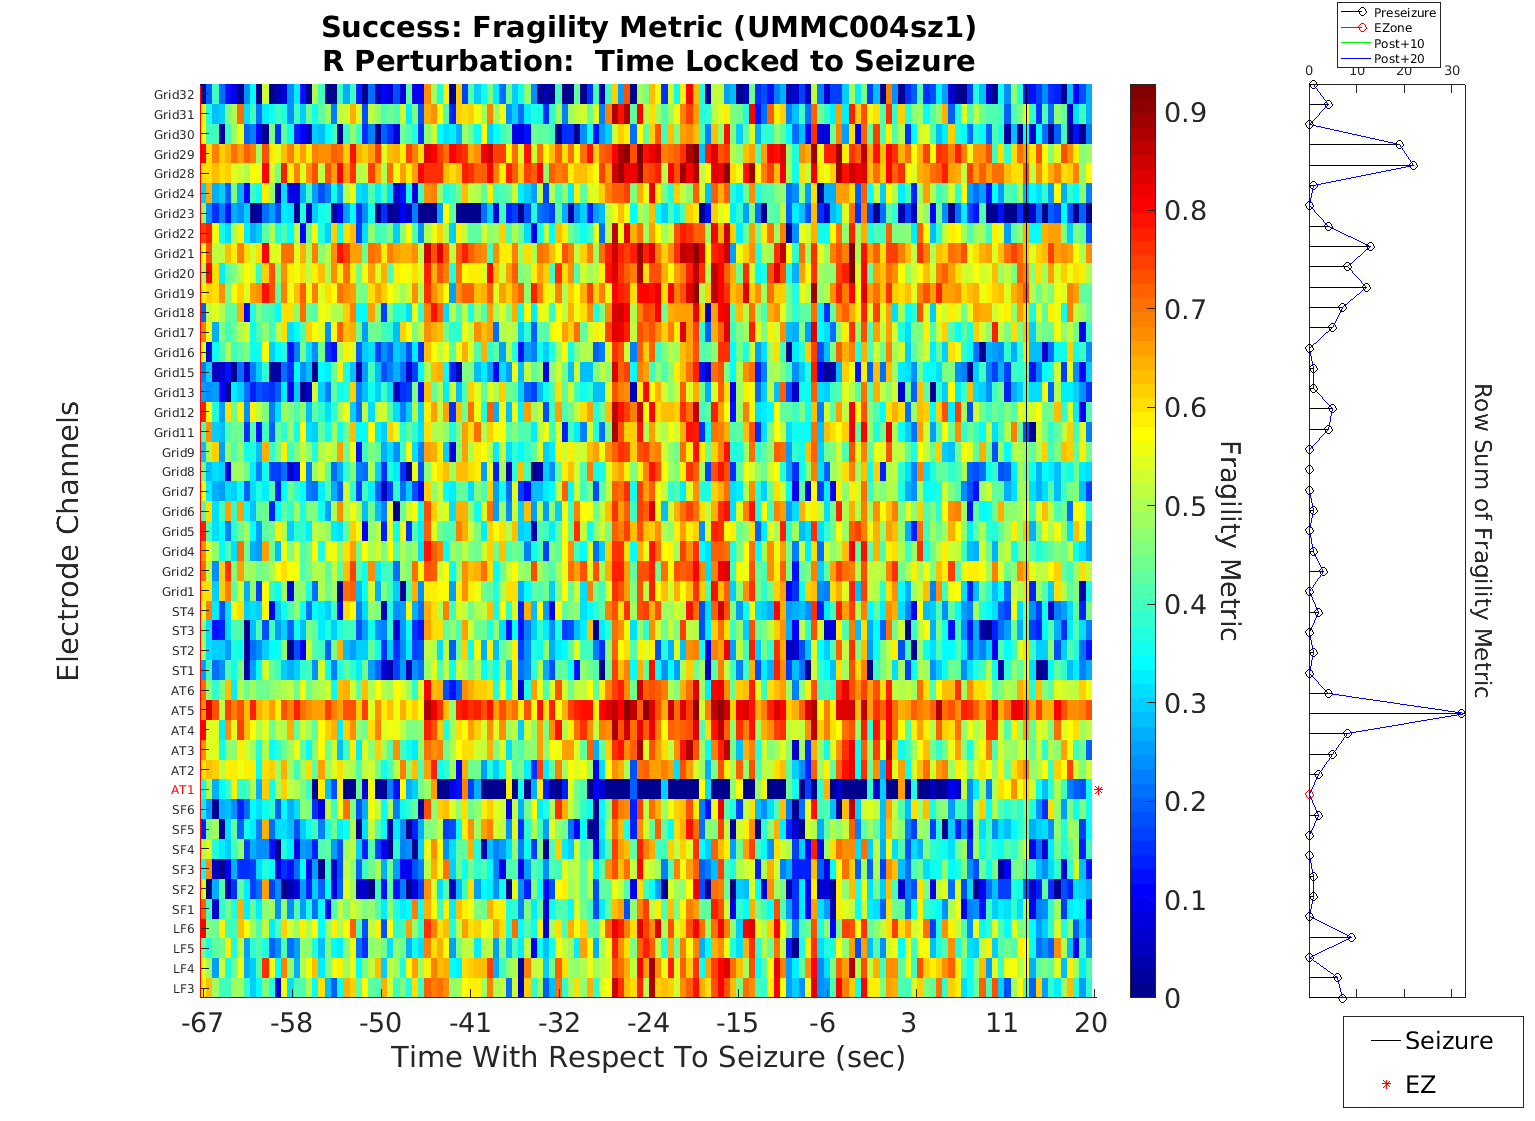 Success: Fragility Metric (UMMC004sz1)
R Perturbation:  Time Locked to Seizure
Electrode Channels
Grid32
Grid31
Grid30
Grid29
Grid28
Grid24
Grid23
Grid22
Grid21
Grid20
Grid19
Grid18
Grid17
Grid16
Grid15
Grid13
Grid12
Grid11
Grid9
Grid8
Grid7
Grid6
Grid5
Grid4
Grid2
Grid1
ST4
ST3
ST2
ST1
AT6
AT5
AT4
AT3
AT2
AT1
SF6
SF5
SF4
SF3
SF2
SF1
LF6
LF5
LF4
LF3
-67 -58 -50 -41 -32 -24 -15 -6 3 11 20
Time With Respect To Seizure (sec)
0.9
0.8
0.7
0.6
0.5
0.4
0.3
0.2
0.1
0
Fragility Metric
Preseizure
EZone
Post+10
Post+20
0 10 20 30
Row Sum of Fragility Metric
Seizure
EZ